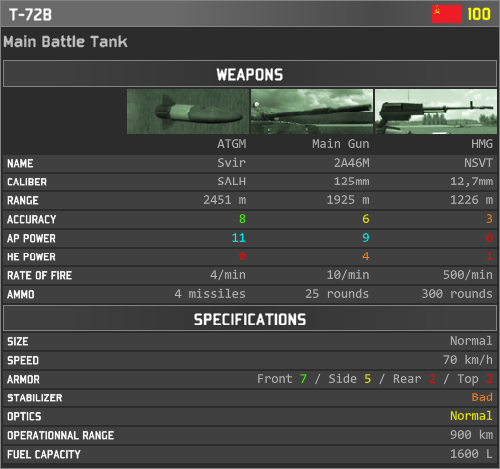 T-72B 100
Main Battle Tank
WEAPONS
ATGM Main Gun HMG
NAME Svir 2A46M NSVT
CALIBER SALH 125mm 12,7mm
RANGE 2451 m 1925 m 1226 m
ACCURACY 8 6 3
AP POWER 11 9 0
HE POWER 0 4 1
RATE OF FIRE 4/min 10/min 500/min
AMMO 4 missiles 25 rounds 300 rounds
SPECIFICATIONS
SIZE Normal
SPEED 70 km/h
ARMOR Front 7 / Side 5 / Rear 2 / Top 2
STABILIZER Bad
OPTICS Normal
OPERATIONNAL RANGE 900 km
FUEL CAPACITY 1600 L